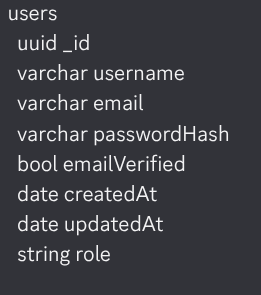 users
uuid _id
varchar username
varchar email
varchar passwordHash
bool emailVerified
date createdAt
date updatedAt
string role